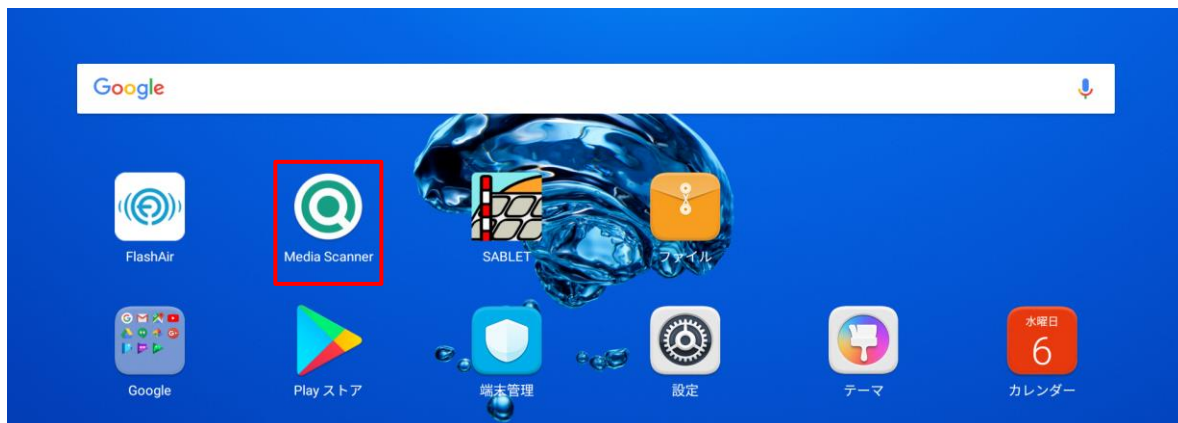 Google
FlashAir
Media Scanner
SABLET
ファイル
水曜日
6
Google
Play ストア
端末管理
設定
テーマ
カレンダー